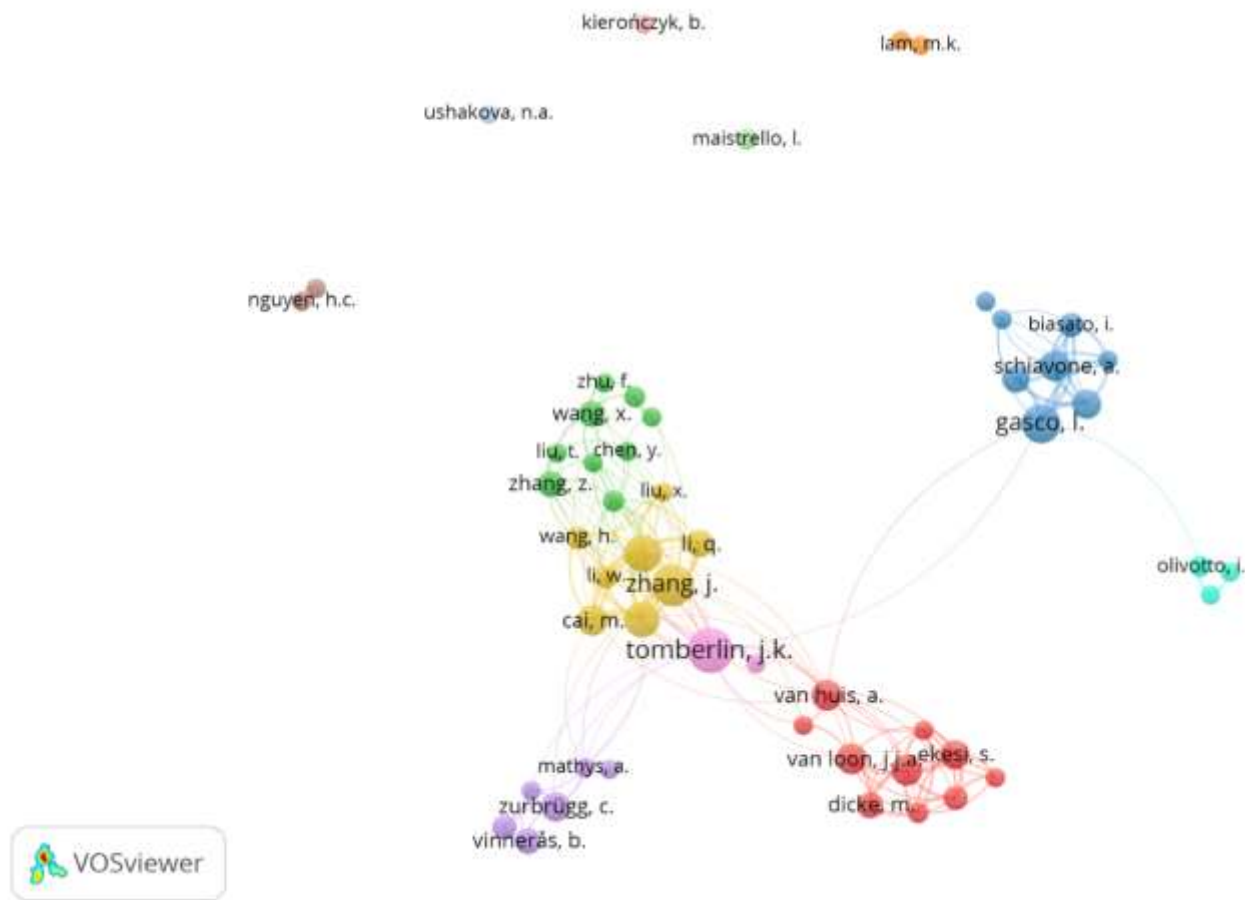 kierończyk, b.
lam, m.k.
ushakova, n.a.
maistrello, l.
nguyen, h.c.
biasato, i.
schiavone, a.
gasco, l.
zhu, f.
wang, x.
liu, t.
chen, y.
zhang, z.
liu, x.
wang, h.
li, q.
olivotto, i.
li, w.
zhang, j.
cai, m.
tomberlin, j.k.
van huis, a.
van loon, j.j.a.
ekesi, s.
mathys, a.
zurbrügg, c.
dicke, m.
vinnerås, b.
VOSviewer